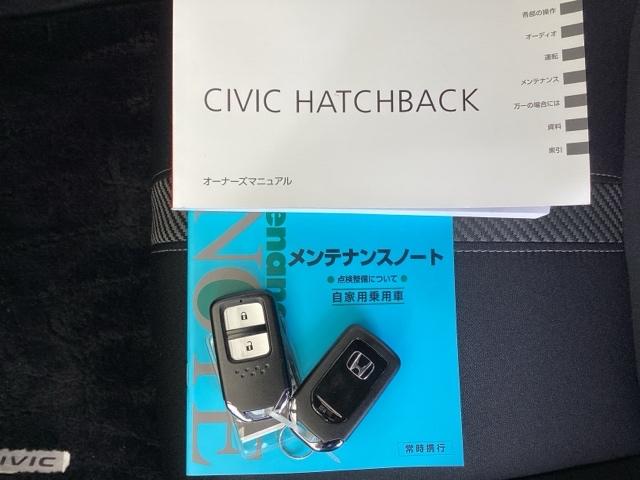 各部の操作
オーディオ
運転
メンテナンス
万一の場合には
資料
索引
CIVIC HATCHBACK
オーナーズマニュアル
enance
NOTE
メンテナンスノート
● 点検整備について ●
自家用乗用車
常時携行
IVIC